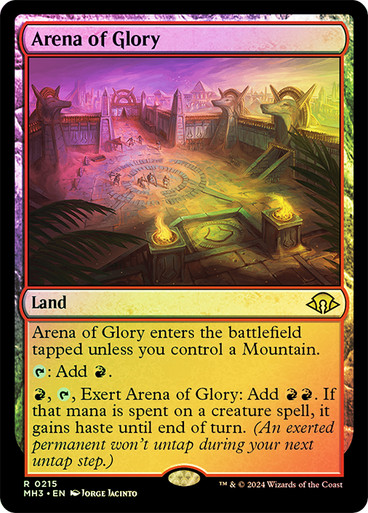 Arena of Glory
Land
Arena of Glory enters the battlefield
tapped unless you control a Mountain.
: Add .
, , Exert Arena of Glory: Add . If
that mana is spent on a creature spell, it
gains haste until end of turn. (An exerted
permanent won't untap during your next
untap step.)
R 0215
MH3 • EN Jorge Jacinto
™ & © 2024 Wizards of the Coast